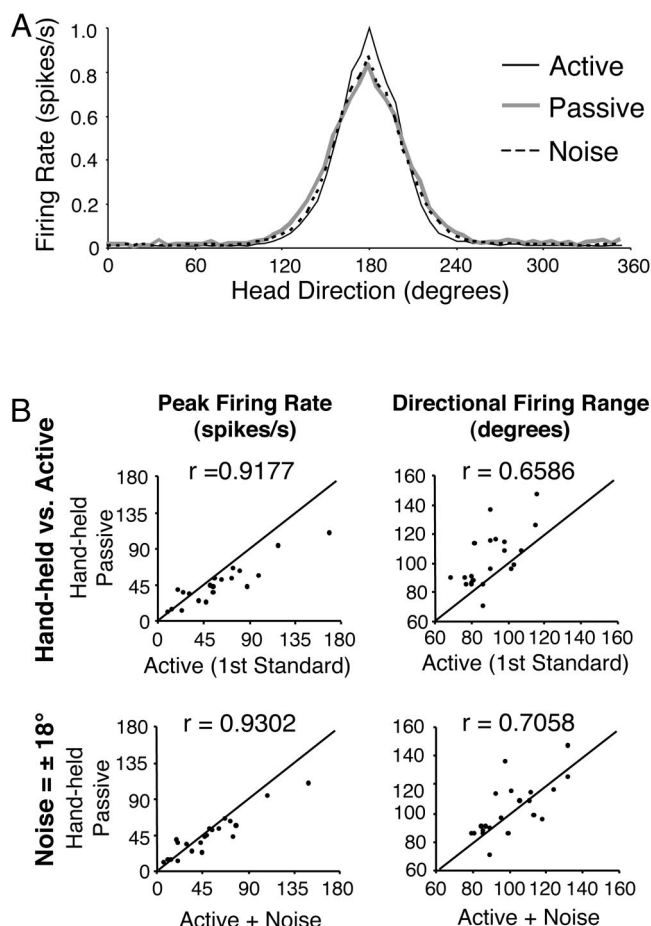 A
Firing Rate (spikes/s)
1.0
0.8
0.6
0.4
0.2
0
Active
Passive
Noise
0 60 120 180 240 300 360
Head Direction (degrees)
B
Peak Firing Rate
(spikes/s)
Directional Firing Range
(degrees)
Hand-held vs. Active
Hand-held
Passive
r =0.9177
180
135
90
45
0
0 45 90 135 180
Active (1st Standard)
r = 0.6586
160
140
120
100
80
60
60 80 100 120 140 160
Active (1st Standard)
Noise = ± 18°
Hand-held
Passive
r = 0.9302
180
135
90
45
0
0 45 90 135 180
Active + Noise
r = 0.7058
160
140
120
100
80
60
60 80 100 120 140 160
Active + Noise